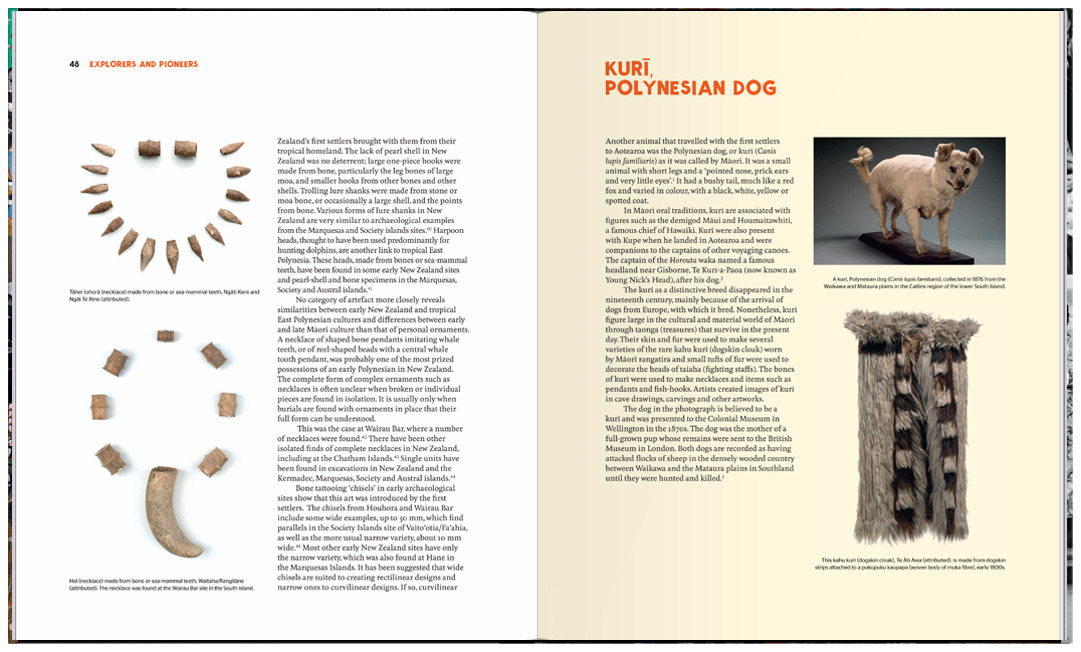 48 EXPLORERS AND PIONEERS
Tāhei tohorā (necklace) made from bone or sea-mammal teeth, Ngāti Kere and
Ngāi Te Rino (attributed).
Hei (necklace) made from bone or sea-mammal teeth, Waitaha/Rangitāne
(attributed). The necklace was found at the Wairau Bar site in the South Island.
Zealand's first settlers brought with them from their
tropical homeland. The lack of pearl shell in New
Zealand was no deterrent; large one-piece hooks were
made from bone, particularly the leg bones of large
moa, and smaller hooks from other bones and other
shells. Trolling lure shanks were made from stone or
moa bone, or occasionally a large shell, and the points
from bone. Various forms of lure shanks in New
Zealand are very similar to archaeological examples
from the Marquesas and Society islands sites.⁴⁰ Harpoon
heads, thought to have been used predominantly for
hunting dolphins, are another link to tropical East
Polynesia. These heads, made from bones or sea-mammal
teeth, have been found in some early New Zealand sites
and pearl-shell and bone specimens in the Marquesas,
Society and Austral islands.⁴¹
No category of artefact more closely reveals
similarities between early New Zealand and tropical
East Polynesian cultures and differences between early
and late Māori culture than that of personal ornaments.
A necklace of shaped bone pendants imitating whale
teeth, or of reel-shaped beads with a central whale
tooth pendant, was probably one of the most prized
possessions of an early Polynesian in New Zealand.
The complete form of complex ornaments such as
necklaces is often unclear when broken or individual
pieces are found in isolation. It is usually only when
burials are found with ornaments in place that their
full form can be understood.
This was the case at Wairau Bar, where a number
of necklaces were found.⁴² There have been other
isolated finds of complete necklaces in New Zealand,
including at the Chatham Islands.⁴³ Single units have
been found in excavations in New Zealand and the
Kermadec, Marquesas, Society and Austral islands.⁴⁴
Bone tattooing 'chisels' in early archaeological
sites show that this art was introduced by the first
settlers. The chisels from Houhora and Wairau Bar
include some wide examples, up to 30 mm, which find
parallels in the Society Islands site of Vaito'otia/Fa'ahia,
as well as the more usual narrow variety, about 10 mm
wide.⁴⁵ Most other early New Zealand sites have only
the narrow variety, which was also found at Hane in
the Marquesas Islands. It has been suggested that wide
chisels are suited to creating rectilinear designs and
narrow ones to curvilinear designs. If so, curvilinear
KURĪ,
POLYNESIAN DOG
Another animal that travelled with the first settlers
to Aotearoa was the Polynesian dog, or kurī (Canis
lupis familiaris) as it was called by Māori. It was a small
animal with short legs and a 'pointed nose, prick ears
and very little eyes'.¹ It had a bushy tail, much like a red
fox and varied in colour, with a black, white, yellow or
spotted coat.
In Māori oral traditions, kurī are associated with
figures such as the demigod Māui and Houmaitawhiti,
a famous chief of Hawaiki. Kurī were also present
with Kupe when he landed in Aotearoa and were
companions to the captains of other voyaging canoes.
The captain of the Horouta waka named a famous
headland near Gisborne, Te Kurī-a-Paoa (now known as
Young Nick's Head), after his dog.²
The kurī as a distinctive breed disappeared in the
nineteenth century, mainly because of the arrival of
dogs from Europe, with which it bred. Nonetheless, kurī
figure large in the cultural and material world of Māori
through taonga (treasures) that survive in the present
day. Their skin and fur were used to make several
varieties of the rare kahu kurī (dogskin cloak) worn
by Māori rangatira and small tufts of fur were used to
decorate the heads of taiaha (fighting staffs). The bones
of kurī were used to make necklaces and items such as
pendants and fish-hooks. Artists created images of kurī
in cave drawings, carvings and other artworks.
The dog in the photograph is believed to be a
kurī and was presented to the Colonial Museum in
Wellington in the 1870s. The dog was the mother of a
full-grown pup whose remains were sent to the British
Museum in London. Both dogs are recorded as having
attacked flocks of sheep in the densely wooded country
between Waikawa and the Mataura plains in Southland
until they were hunted and killed.³
A kurī, Polynesian dog (Canis lupis familiaris), collected in 1876 from the
Waikawa and Mataura plains in the Catlins region of the lower South Island.
This kahu kurī (dogskin cloak), Te Āti Awa (attributed), is made from dogskin
strips attached to a pukupuku kaupapa (woven body of muka fibre), early 1800s.